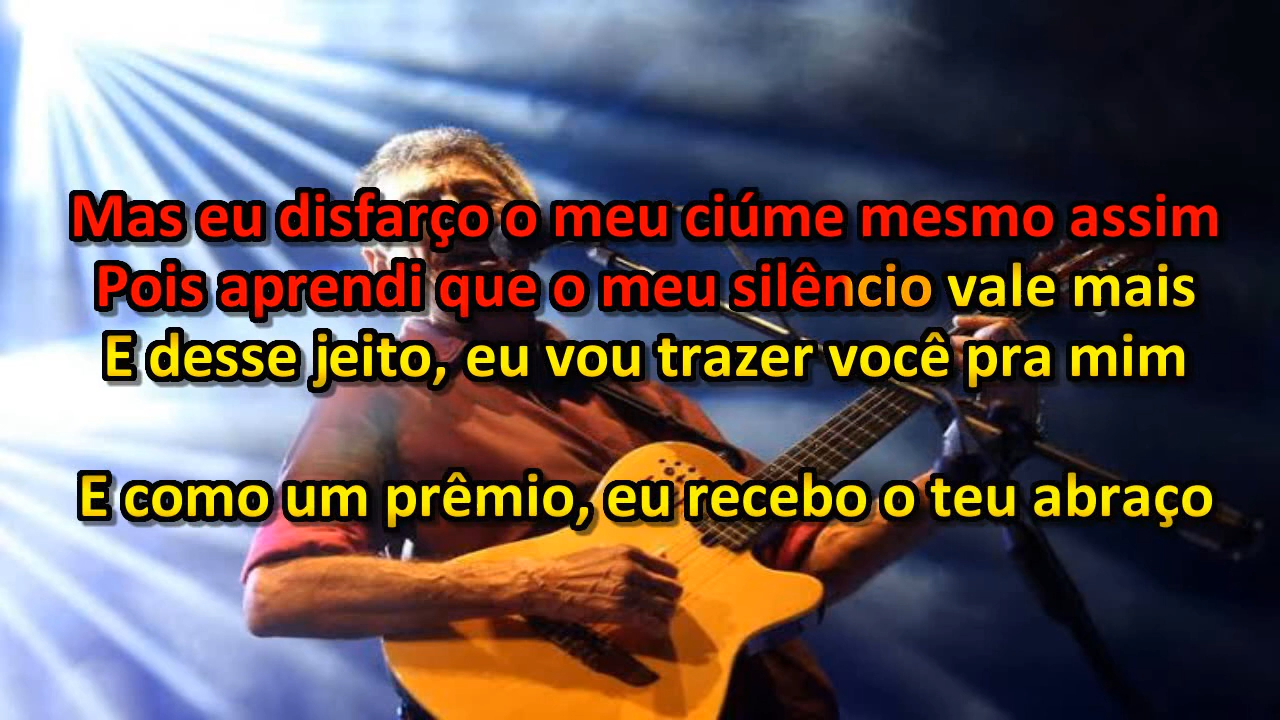 Mas eu disfarço o meu ciúme mesmo assim
Pois aprendi que o meu silêncio vale mais
E desse jeito, eu vou trazer você pra mim
E como um prêmio, eu recebo o teu abraço